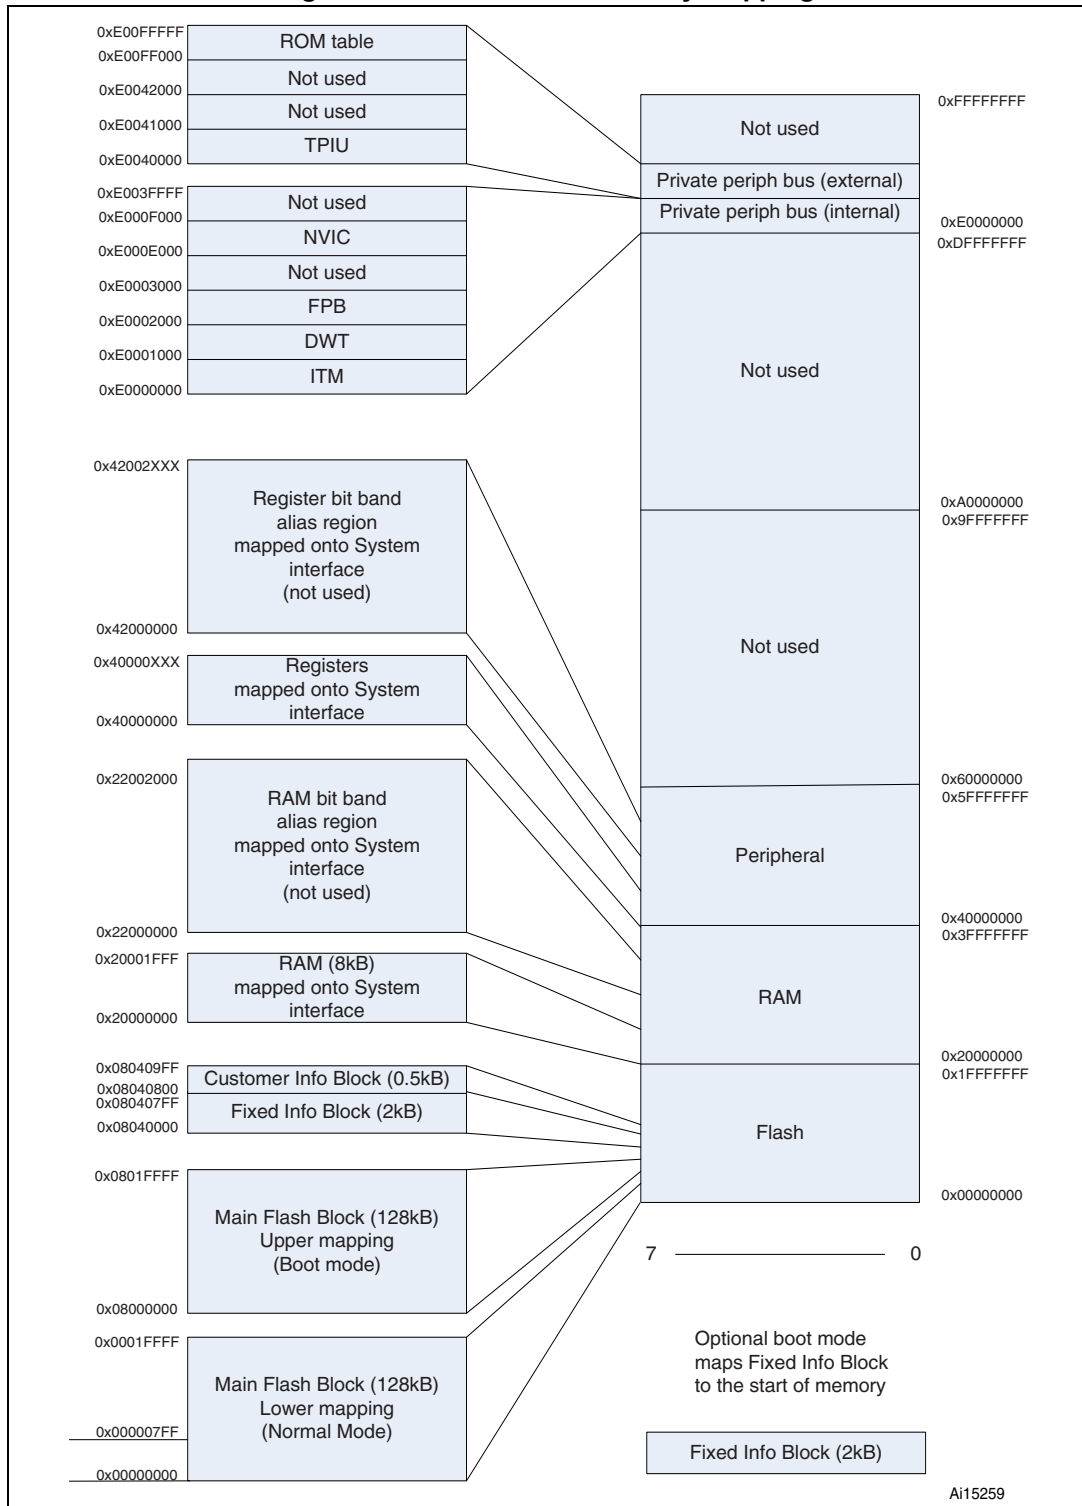 0xE00FFFFF
ROM table
0xE00FF000
Not used
0xE0042000
Not used
0xE0041000
TPIU
0xE0040000
0xE003FFFF
Not used
0xE000F000
NVIC
0xE000E000
Not used
0xE0003000
FPB
0xE0002000
DWT
0xE0001000
ITM
0xE0000000
0x42002XXX
Register bit band
alias region
mapped onto System
interface
(not used)
0x42000000
0x40000XXX
Registers
mapped onto System
interface
0x40000000
0x22002000
RAM bit band
alias region
mapped onto System
interface
(not used)
0x22000000
0x20001FFF
RAM (8kB)
mapped onto System
interface
0x20000000
0x080409FF
Customer Info Block (0.5kB)
0x08040800
0x080407FF
Fixed Info Block (2kB)
0x08040000
0x0801FFFF
Main Flash Block (128kB)
Upper mapping
(Boot mode)
0x08000000
0x0001FFFF
Main Flash Block (128kB)
Lower mapping
(Normal Mode)
0x000007FF
0x00000000
0xFFFFFFFF
Not used
Private periph bus (external)
Private periph bus (internal)
0xE0000000
0xDFFFFFFF
Not used
0xA0000000
0x9FFFFFFF
Not used
0x60000000
0x5FFFFFFF
Peripheral
0x40000000
0x3FFFFFFF
RAM
0x20000000
0x1FFFFFFF
Flash
0x00000000
7 0
Optional boot mode
maps Fixed Info Block
to the start of memory
Fixed Info Block (2kB)
Ai15259